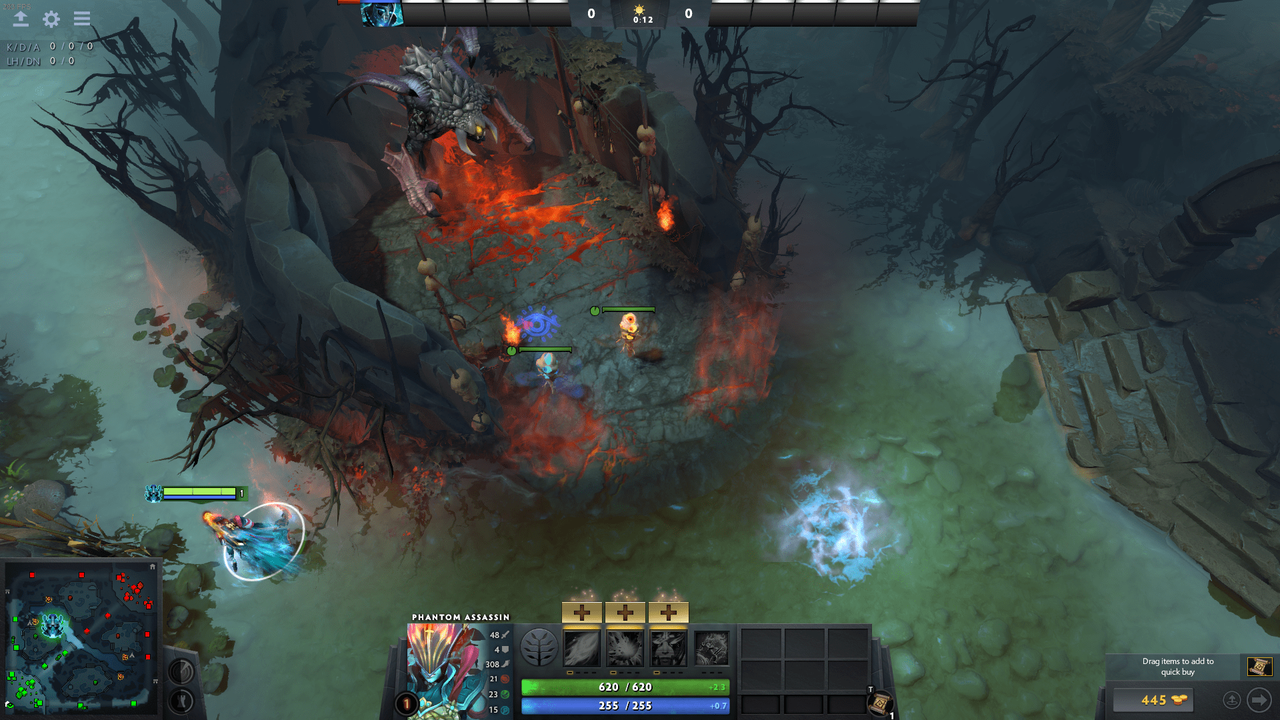 K/D/A 0 / 0 / 0
LH/DN 0 / 0
0
0:12
0
1
PHANTOM ASSASSIN
48
4
308
21
23
15
1
620 / 620
+2.3
255 / 255
+0.7
T
1
Drag items to add to
quick buy
445